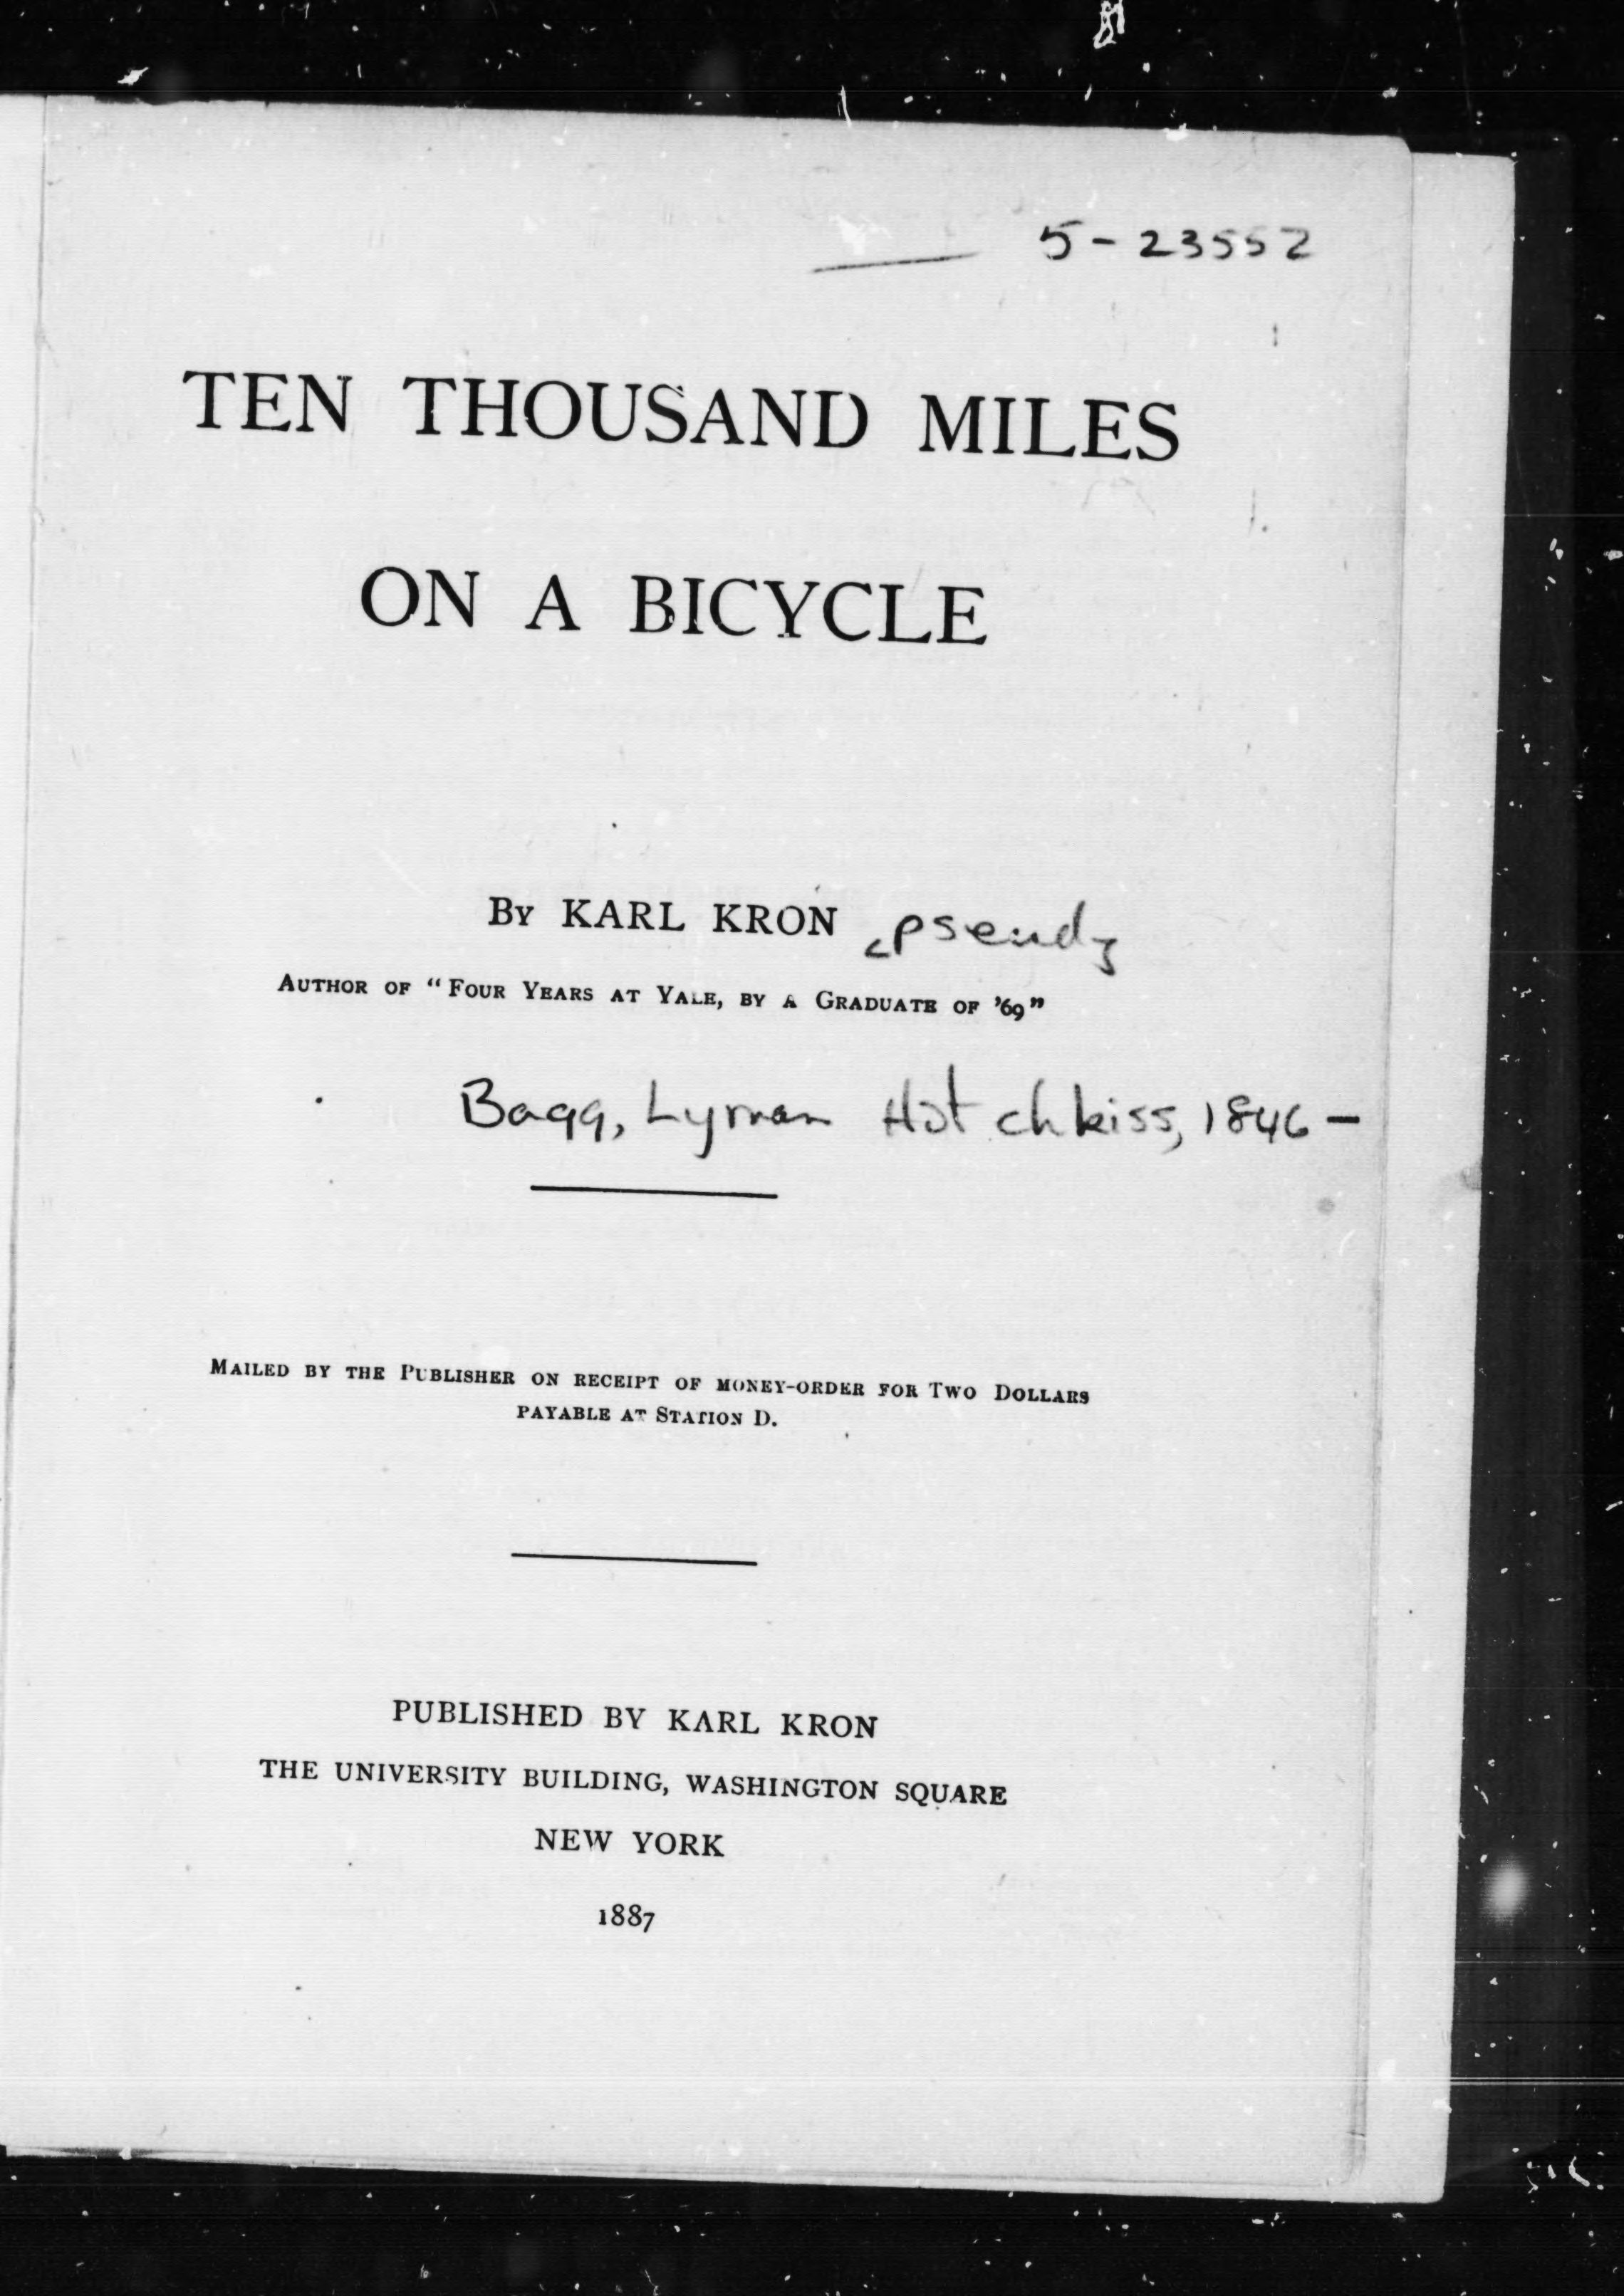 5-23552
TEN THOUSAND MILES
ON A BICYCLE
BY KARL KRON [pseud]
AUTHOR OF "FOUR YEARS AT YALE, BY A GRADUATE OF '69"
Bagg, Lyman Hotchkiss, 1846-
MAILED BY THE PUBLISHER ON RECEIPT OF MONEY-ORDER FOR TWO DOLLARS
PAYABLE AT STATION D.
PUBLISHED BY KARL KRON
THE UNIVERSITY BUILDING, WASHINGTON SQUARE
NEW YORK
1887